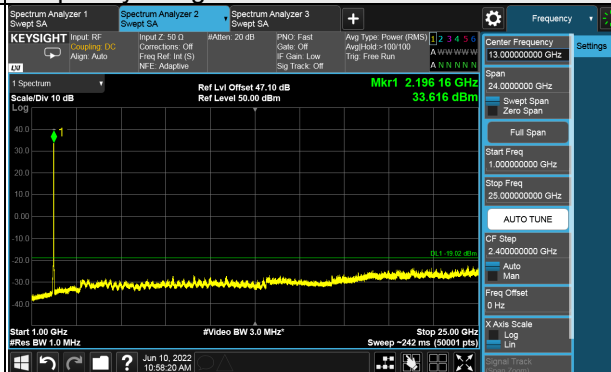 Spectrum Analyzer 1
Swept SA
Spectrum Analyzer 2
Swept SA
Spectrum Analyzer 3
Swept SA
Frequency
KEYSIGHT
Input: RF
Coupling: DC
Align: Auto
Input Z: 50 Ω
Corrections: Off
Freq Ref: Int (S)
NFE: Adaptive
#Atten: 20 dB
PNO: Fast
Gate: Off
IF Gain: Low
Sig Track: Off
Avg Type: Power (RMS)
Avg|Hold:>100/100
Trig: Free Run
1 2 3 4 5 6
A W W W W W
A N N N N N
LXI
1 Spectrum
Scale/Div 10 dB
Log
Ref Lvl Offset 47.10 dB
Ref Level 50.00 dBm
Mkr1 2.196 16 GHz
33.616 dBm
1
40.0
30.0
20.0
10.0
0.00
-10.0
-20.0
-30.0
-40.0
DL1 -19.02 dBm
Start 1.00 GHz
#Res BW 1.0 MHz
#Video BW 3.0 MHz*
Stop 25.00 GHz
Sweep ~242 ms (50001 pts)
Jun 10, 2022
10:58:20 AM
Center Frequency
13.000000000 GHz
Settings
Span
24.0000000 GHz
Swept Span
Zero Span
Full Span
Start Freq
1.000000000 GHz
Stop Freq
25.000000000 GHz
AUTO TUNE
CF Step
2.400000000 GHz
Auto
Man
Freq Offset
0 Hz
X Axis Scale
Log
Lin
Signal Track